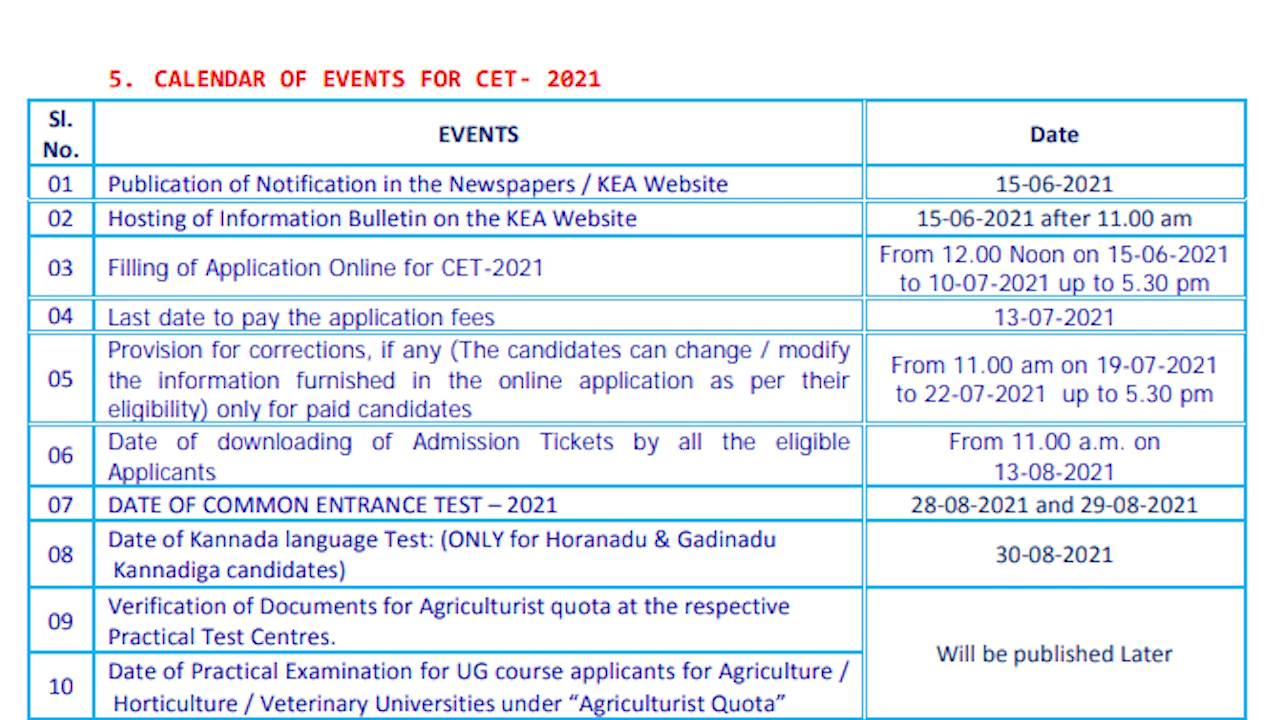 5. CALENDAR OF EVENTS FOR CET- 2021
Sl.
No.
EVENTS
Date
01
Publication of Notification in the Newspapers / KEA Website
15-06-2021
02
Hosting of Information Bulletin on the KEA Website
15-06-2021 after 11.00 am
03
Filling of Application Online for CET-2021
From 12.00 Noon on 15-06-2021
to 10-07-2021 up to 5.30 pm
04
Last date to pay the application fees
13-07-2021
05
Provision for corrections, if any (The candidates can change / modify
the information furnished in the online application as per their
eligibility) only for paid candidates
From 11.00 am on 19-07-2021
to 22-07-2021 up to 5.30 pm
06
Date of downloading of Admission Tickets by all the eligible
Applicants
From 11.00 a.m. on
13-08-2021
07
DATE OF COMMON ENTRANCE TEST – 2021
28-08-2021 and 29-08-2021
08
Date of Kannada language Test: (ONLY for Horanadu & Gadinadu
Kannadiga candidates)
30-08-2021
09
Verification of Documents for Agriculturist quota at the respective
Practical Test Centres.
Will be published Later
10
Date of Practical Examination for UG course applicants for Agriculture /
Horticulture / Veterinary Universities under “Agriculturist Quota”